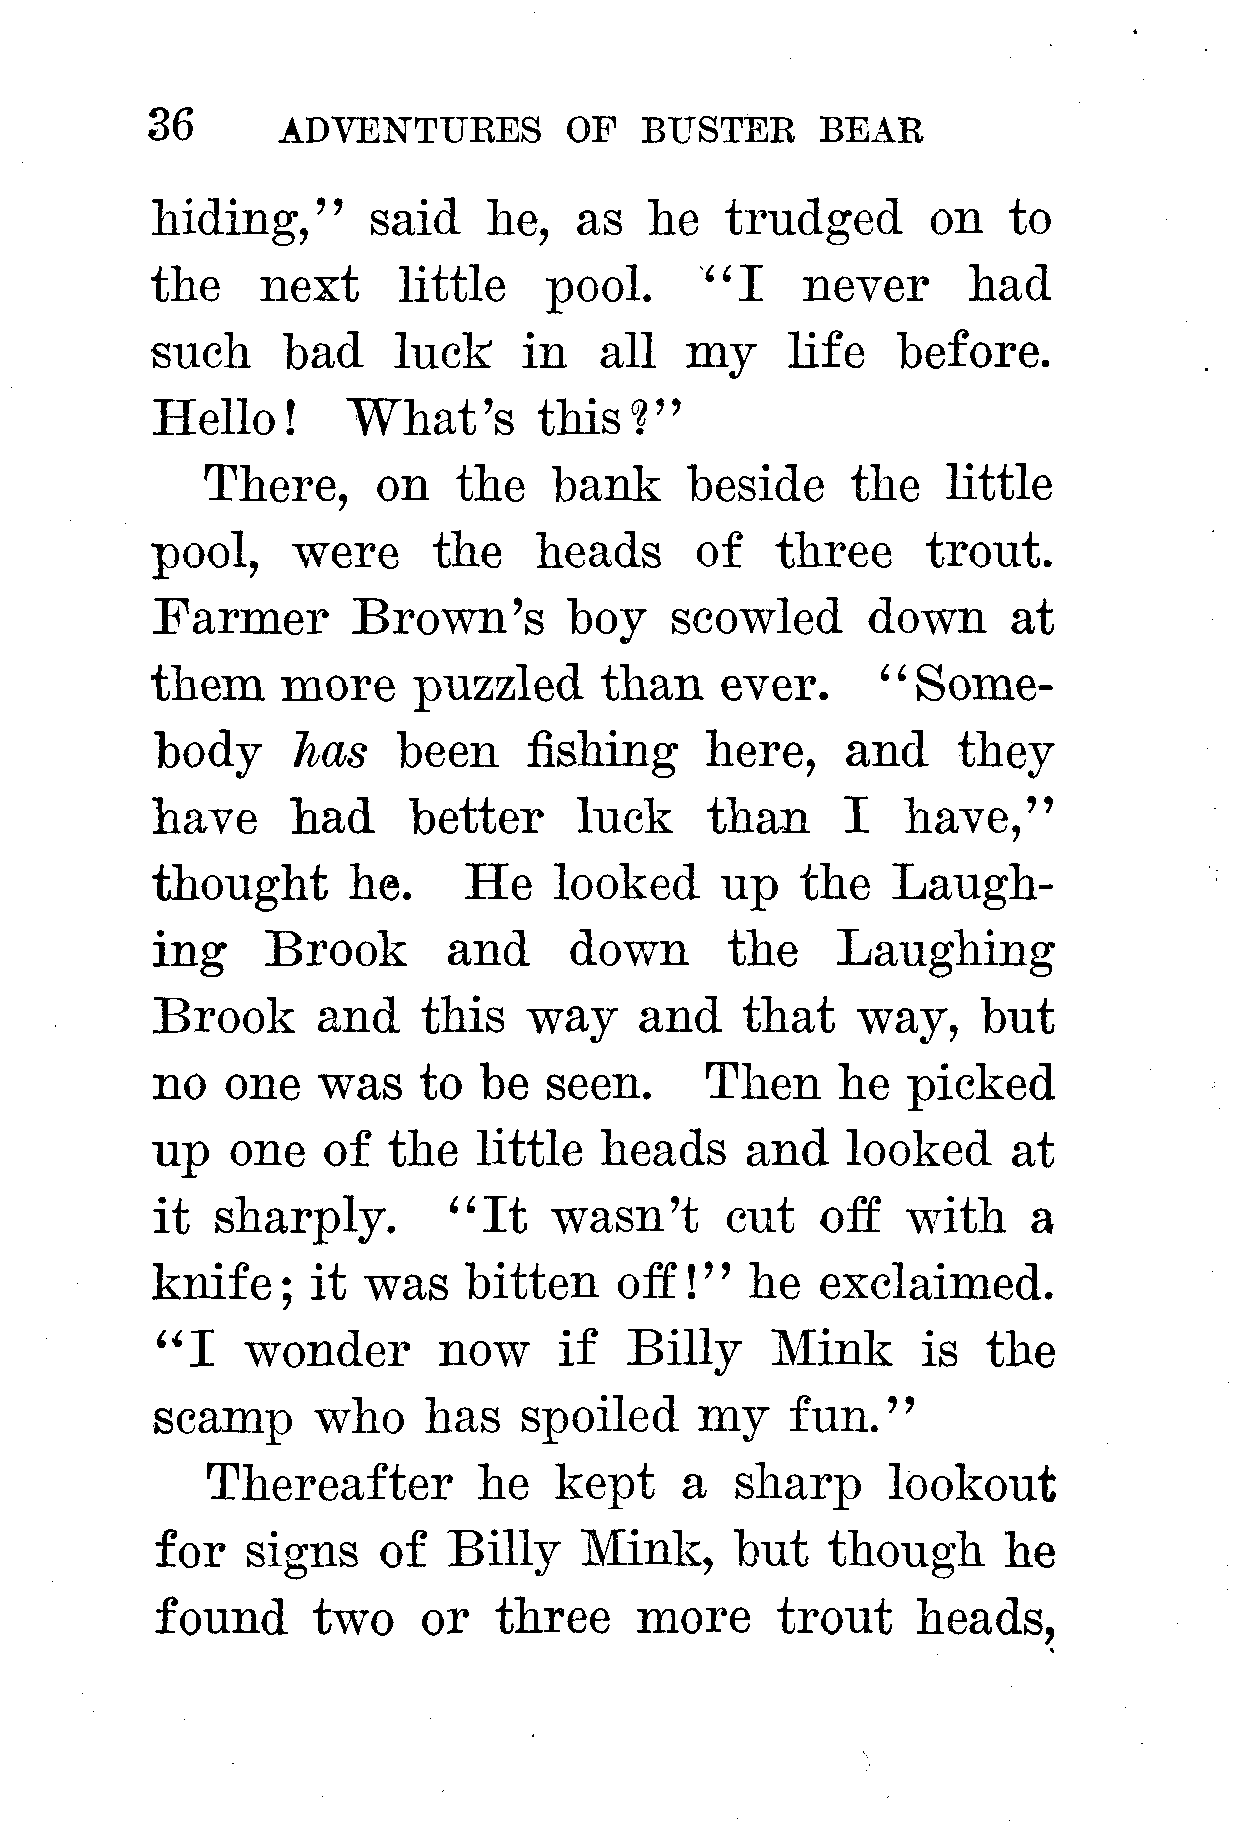 36 ADVENTURES OF BUSTER BEAR
hiding,” said he, as he trudged on to
the next little pool. “I never had
such bad luck in all my life before.
Hello! What’s this?”
There, on the bank beside the little
pool, were the heads of three trout.
Farmer Brown’s boy scowled down at
them more puzzled than ever. “Some-
body has been fishing here, and they
have had better luck than I have,”
thought he. He looked up the Laugh-
ing Brook and down the Laughing
Brook and this way and that way, but
no one was to be seen. Then he picked
up one of the little heads and looked at
it sharply. “It wasn’t cut off with a
knife; it was bitten off!” he exclaimed.
“I wonder now if Billy Mink is the
scamp who has spoiled my fun.”
Thereafter he kept a sharp lookout
for signs of Billy Mink, but though he
found two or three more trout heads,